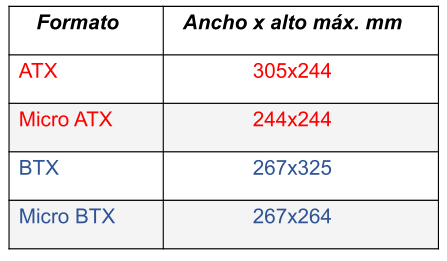 Formato Ancho x alto máx. mm
ATX 305x244
Micro ATX 244x244
BTX 267x325
Micro BTX 267x264